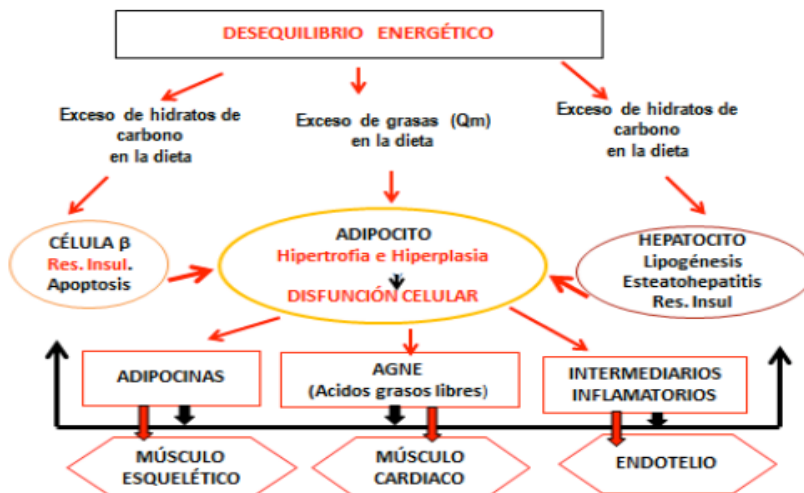 DESEQUILIBRIO ENERGÉTICO
Exceso de hidratos de
carbono
en la dieta
Exceso de grasas (Qm)
en la dieta
Exceso de hidratos de
carbono
en la dieta
CÉLULA β
Res. Insul.
Apoptosis
ADIPOCITO
Hipertrofia e Hiperplasia
DISFUNCIÓN CELULAR
HEPATOCITO
Lipogénesis
Esteatohepatitis
Res. Insul
ADIPOCINAS
AGNE
(Acidos grasos libres)
INTERMEDIARIOS
INFLAMATORIOS
MÚSCULO
ESQUELÉTICO
MÚSCULO
CARDIACO
ENDOTELIO